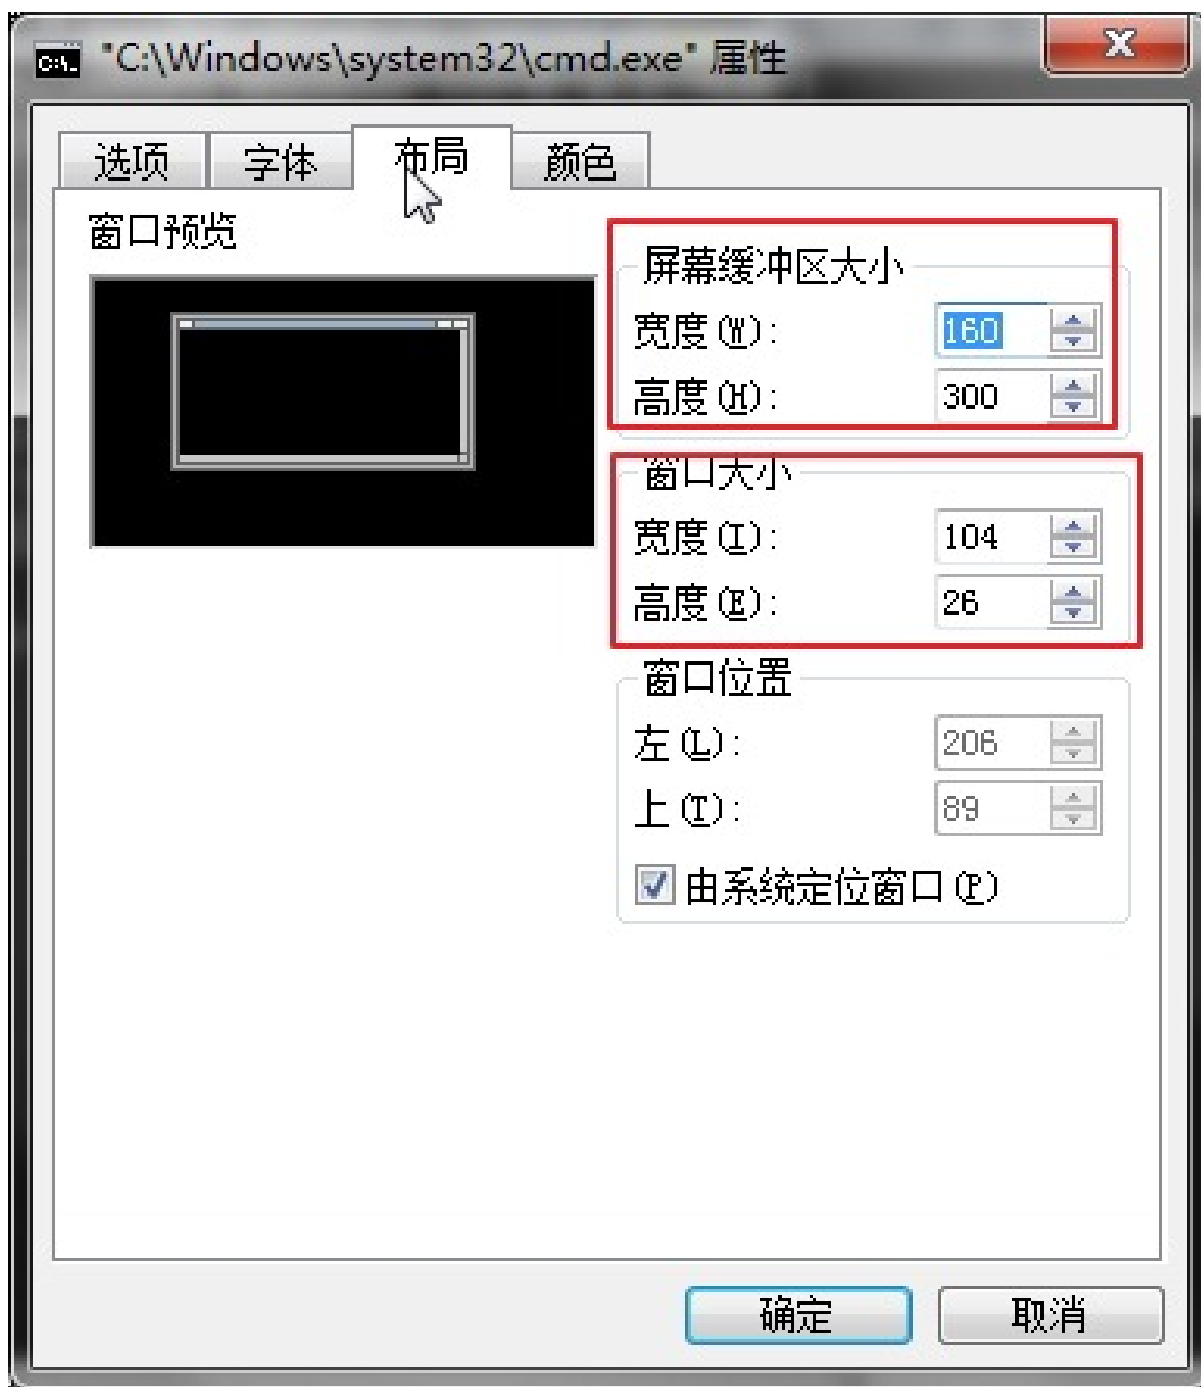 "C:\Windows\system32\cmd.exe" 属性
选项 字体 布局 颜色
窗口预览
屏幕缓冲区大小
宽度(W): 160
高度(H): 300
窗口大小
宽度(I): 104
高度(E): 26
窗口位置
左(L): 206
上(T): 89
由系统定位窗口(P)
确定 取消